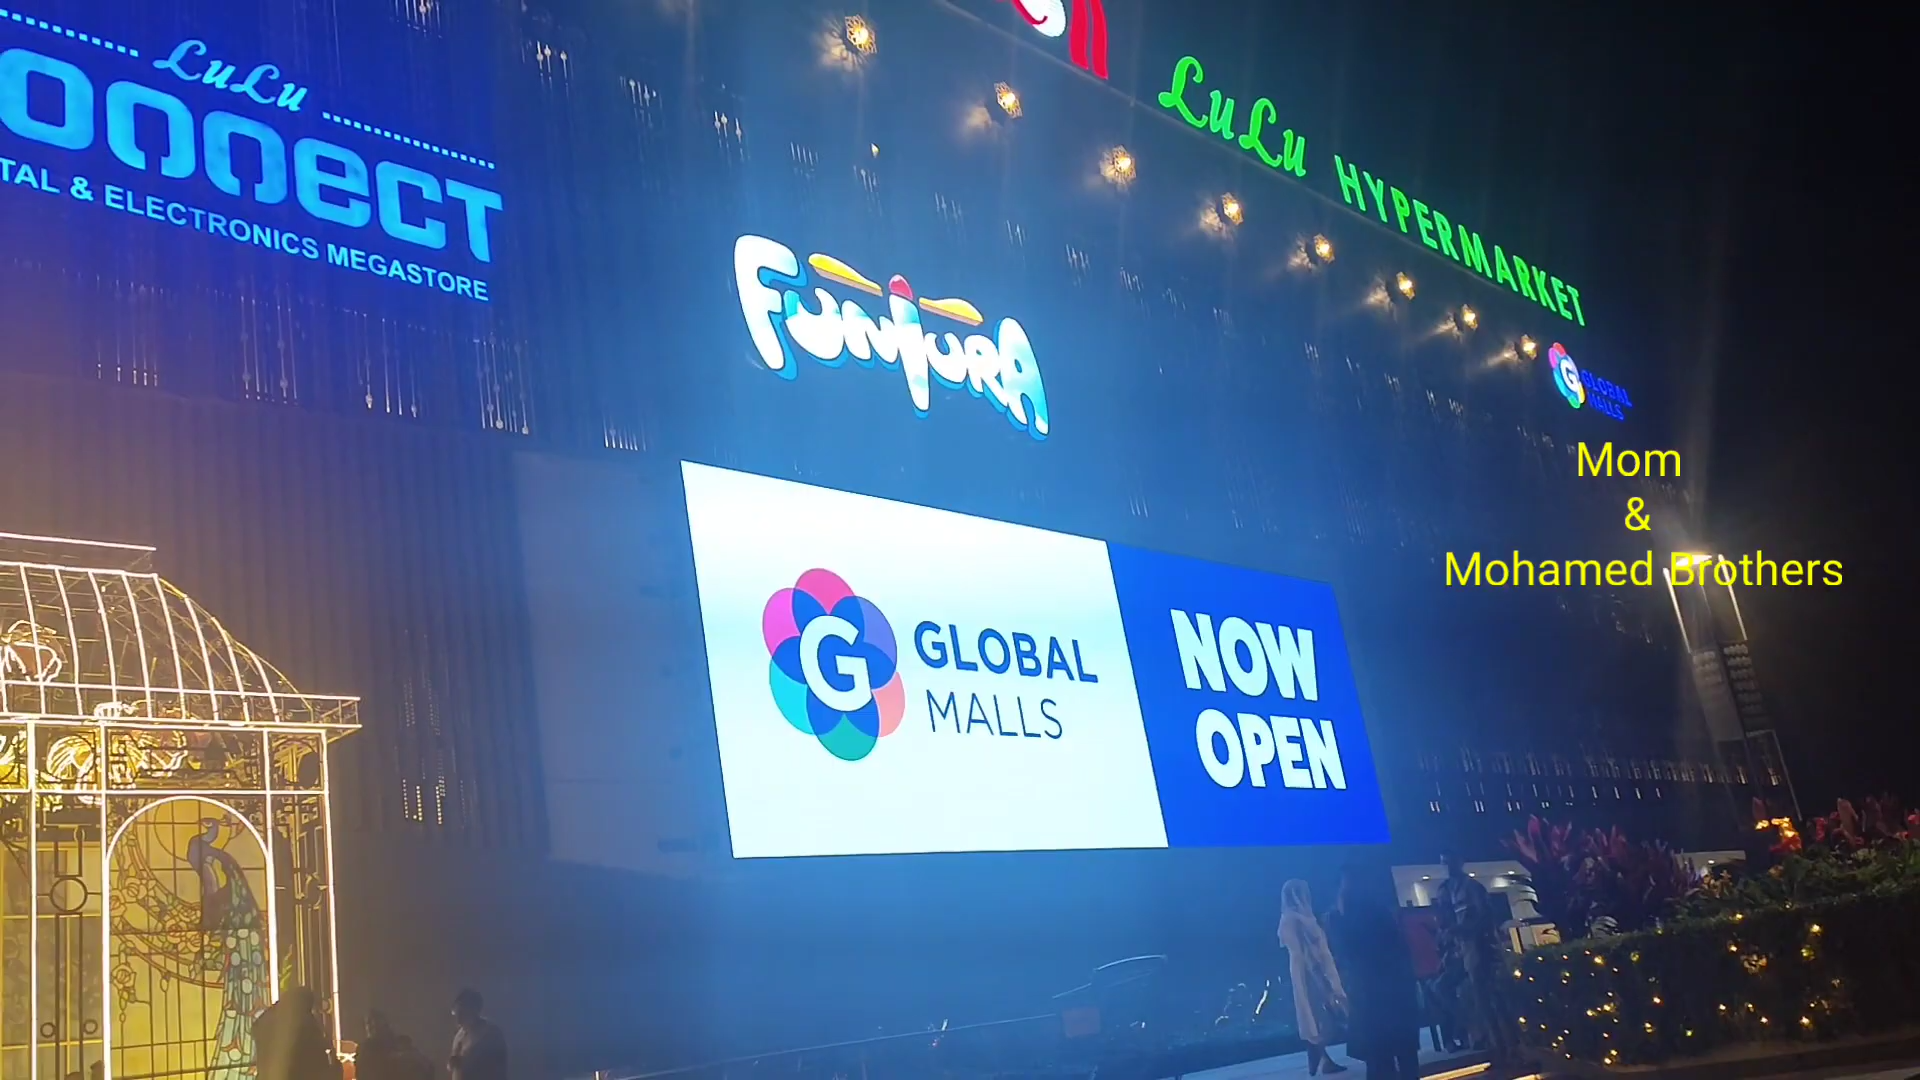 LuLu
onnecT
TAL & ELECTRONICS MEGASTORE
LuLu HYPERMARKET
FunTurA
GLOBAL
MALLS
G
GLOBAL
MALLS
NOW
OPEN
Mom
&
Mohamed Brothers